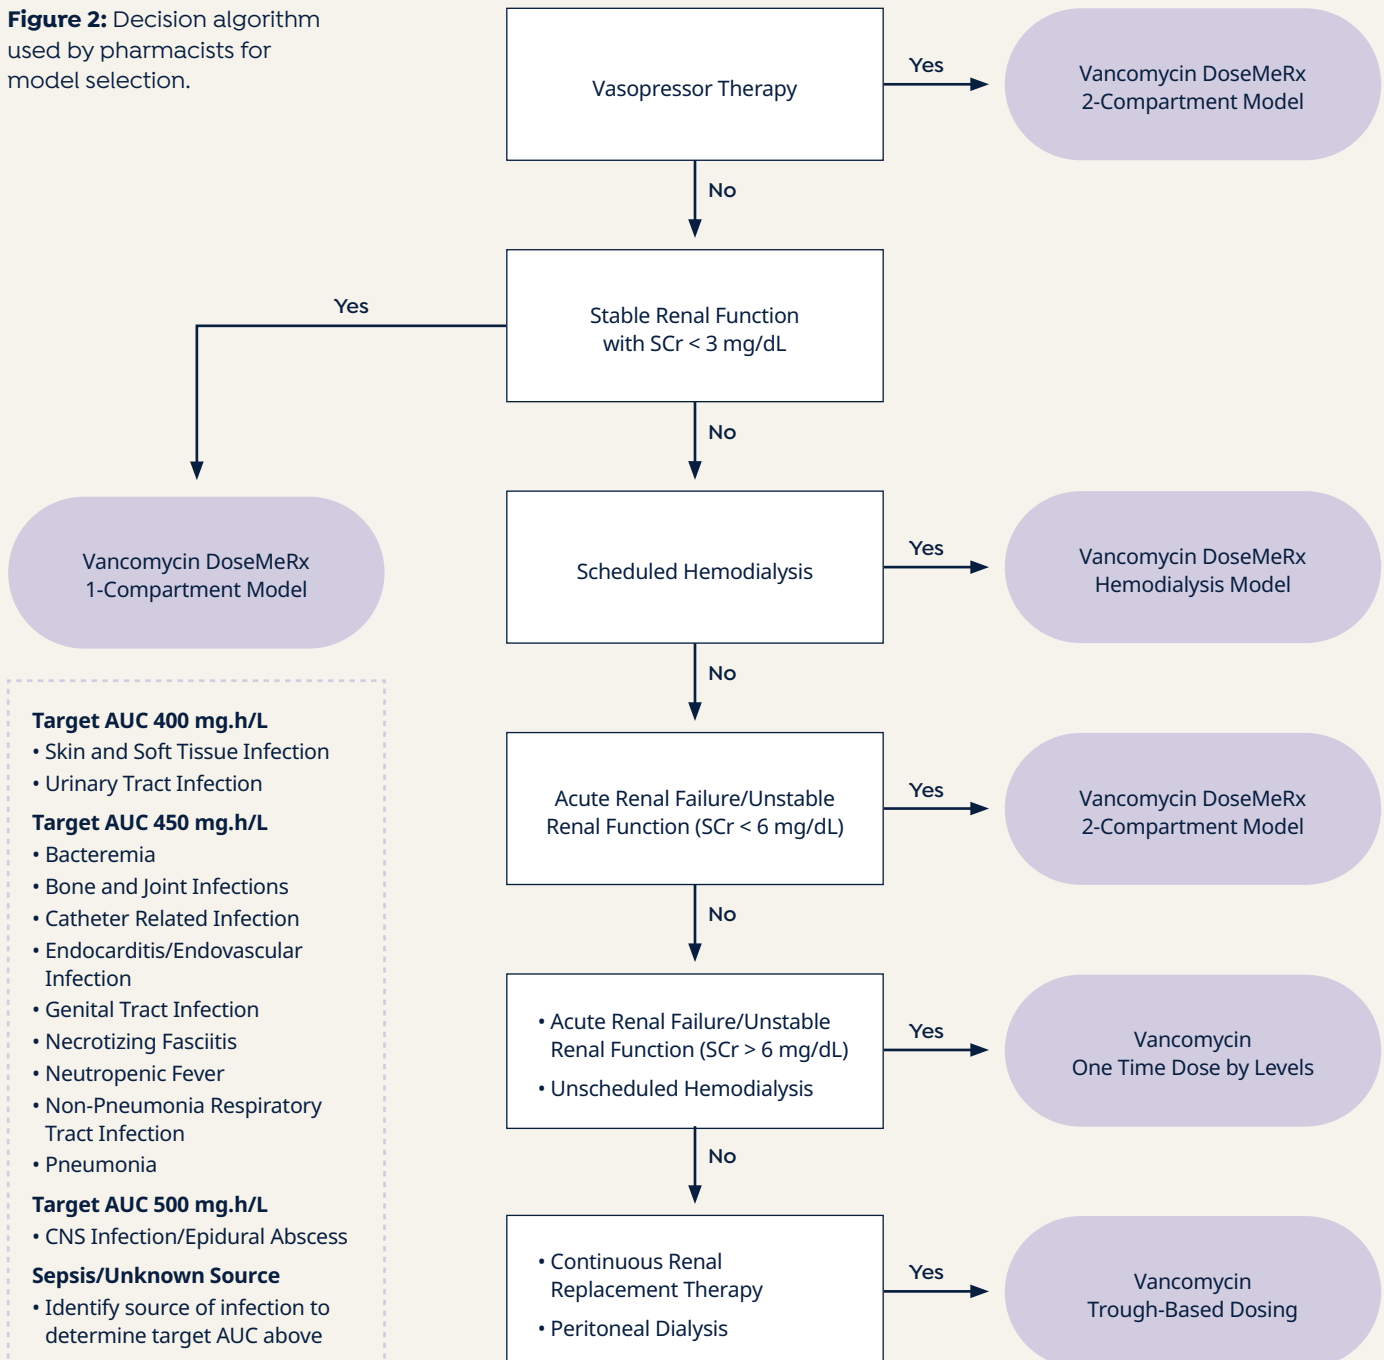 Figure 2: Decision algorithm
used by pharmacists for
model selection.
Vasopressor Therapy
Yes
Vancomycin DoseMeRx
2-Compartment Model
No
Stable Renal Function
with SCr < 3 mg/dL
Yes
Vancomycin DoseMeRx
1-Compartment Model
No
Scheduled Hemodialysis
Yes
Vancomycin DoseMeRx
Hemodialysis Model
No
Acute Renal Failure/Unstable
Renal Function (SCr < 6 mg/dL)
Yes
Vancomycin DoseMeRx
2-Compartment Model
No
• Acute Renal Failure/Unstable
Renal Function (SCr > 6 mg/dL)
• Unscheduled Hemodialysis
Yes
Vancomycin
One Time Dose by Levels
No
• Continuous Renal
Replacement Therapy
• Peritoneal Dialysis
Yes
Vancomycin
Trough-Based Dosing
Target AUC 400 mg.h/L
• Skin and Soft Tissue Infection
• Urinary Tract Infection
Target AUC 450 mg.h/L
• Bacteremia
• Bone and Joint Infections
• Catheter Related Infection
• Endocarditis/Endovascular
Infection
• Genital Tract Infection
• Necrotizing Fasciitis
• Neutropenic Fever
• Non-Pneumonia Respiratory
Tract Infection
• Pneumonia
Target AUC 500 mg.h/L
• CNS Infection/Epidural Abscess
Sepsis/Unknown Source
• Identify source of infection to
determine target AUC above